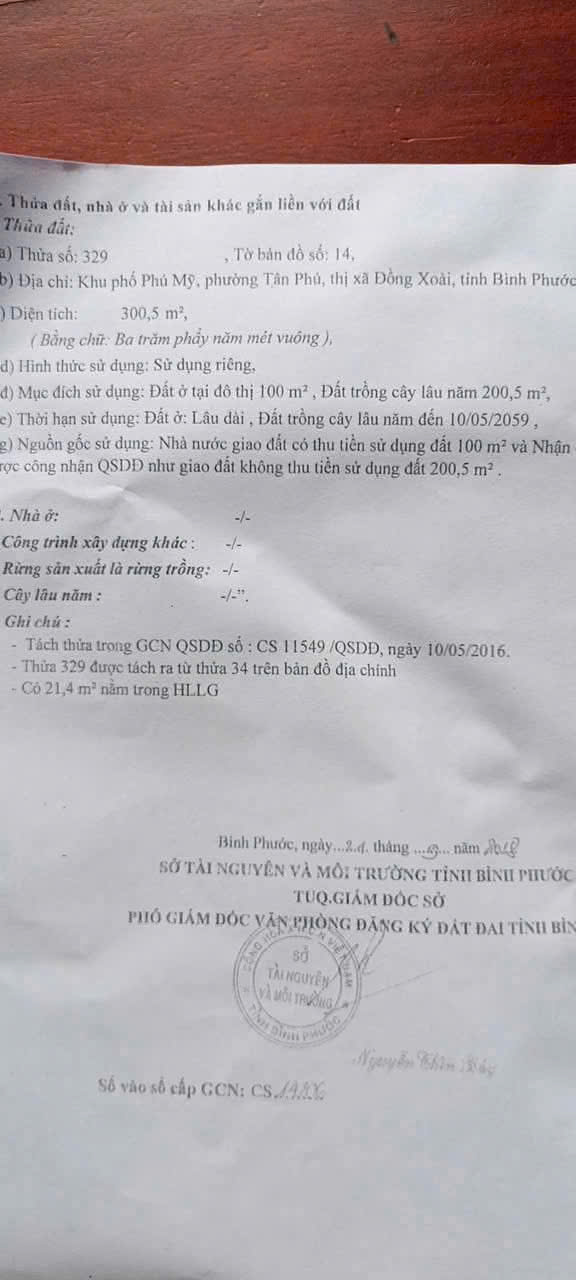 . Thửa đất, nhà ở và tài sản khác gắn liền với đất
Thửa đất:
a) Thửa số: 329 , Tờ bản đồ số: 14,
b) Địa chỉ: Khu phố Phú Mỹ, phường Tân Phú, thị xã Đồng Xoài, tỉnh Bình Phước
) Diện tích: 300,5 m²,
( Bằng chữ: Ba trăm phẩy năm mét vuông ),
d) Hình thức sử dụng: Sử dụng riêng,
đ) Mục đích sử dụng: Đất ở tại đô thị 100 m² , Đất trồng cây lâu năm 200,5 m²,
e) Thời hạn sử dụng: Đất ở: Lâu dài , Đất trồng cây lâu năm đến 10/05/2059 ,
g) Nguồn gốc sử dụng: Nhà nước giao đất có thu tiền sử dụng đất 100 m² và Nhận
ược công nhận QSDĐ như giao đất không thu tiền sử dụng đất 200,5 m² .
. Nhà ở: -/-
Công trình xây dựng khác : -/-
Rừng sản xuất là rừng trồng: -/-
Cây lâu năm : -/-”.
Ghi chú :
- Tách thửa trong GCN QSDĐ số : CS 11549 /QSDĐ, ngày 10/05/2016.
- Thửa 329 được tách ra từ thửa 34 trên bản đồ địa chính
- Có 21,4 m² nằm trong HLLG
Bình Phước, ngày... tháng ... năm 2018
SỞ TÀI NGUYÊN VÀ MÔI TRƯỜNG TỈNH BÌNH PHƯỚC
TUQ.GIÁM ĐỐC SỞ
PHÓ GIÁM ĐỐC VĂN PHÒNG ĐĂNG KÝ ĐẤT ĐAI TỈNH BÌN
SỞ
TÀI NGUYÊN
VÀ MÔI TRƯỜNG
TỈNH BÌNH PHƯỚC
Nguyễn
Số vào sổ cấp GCN: CS